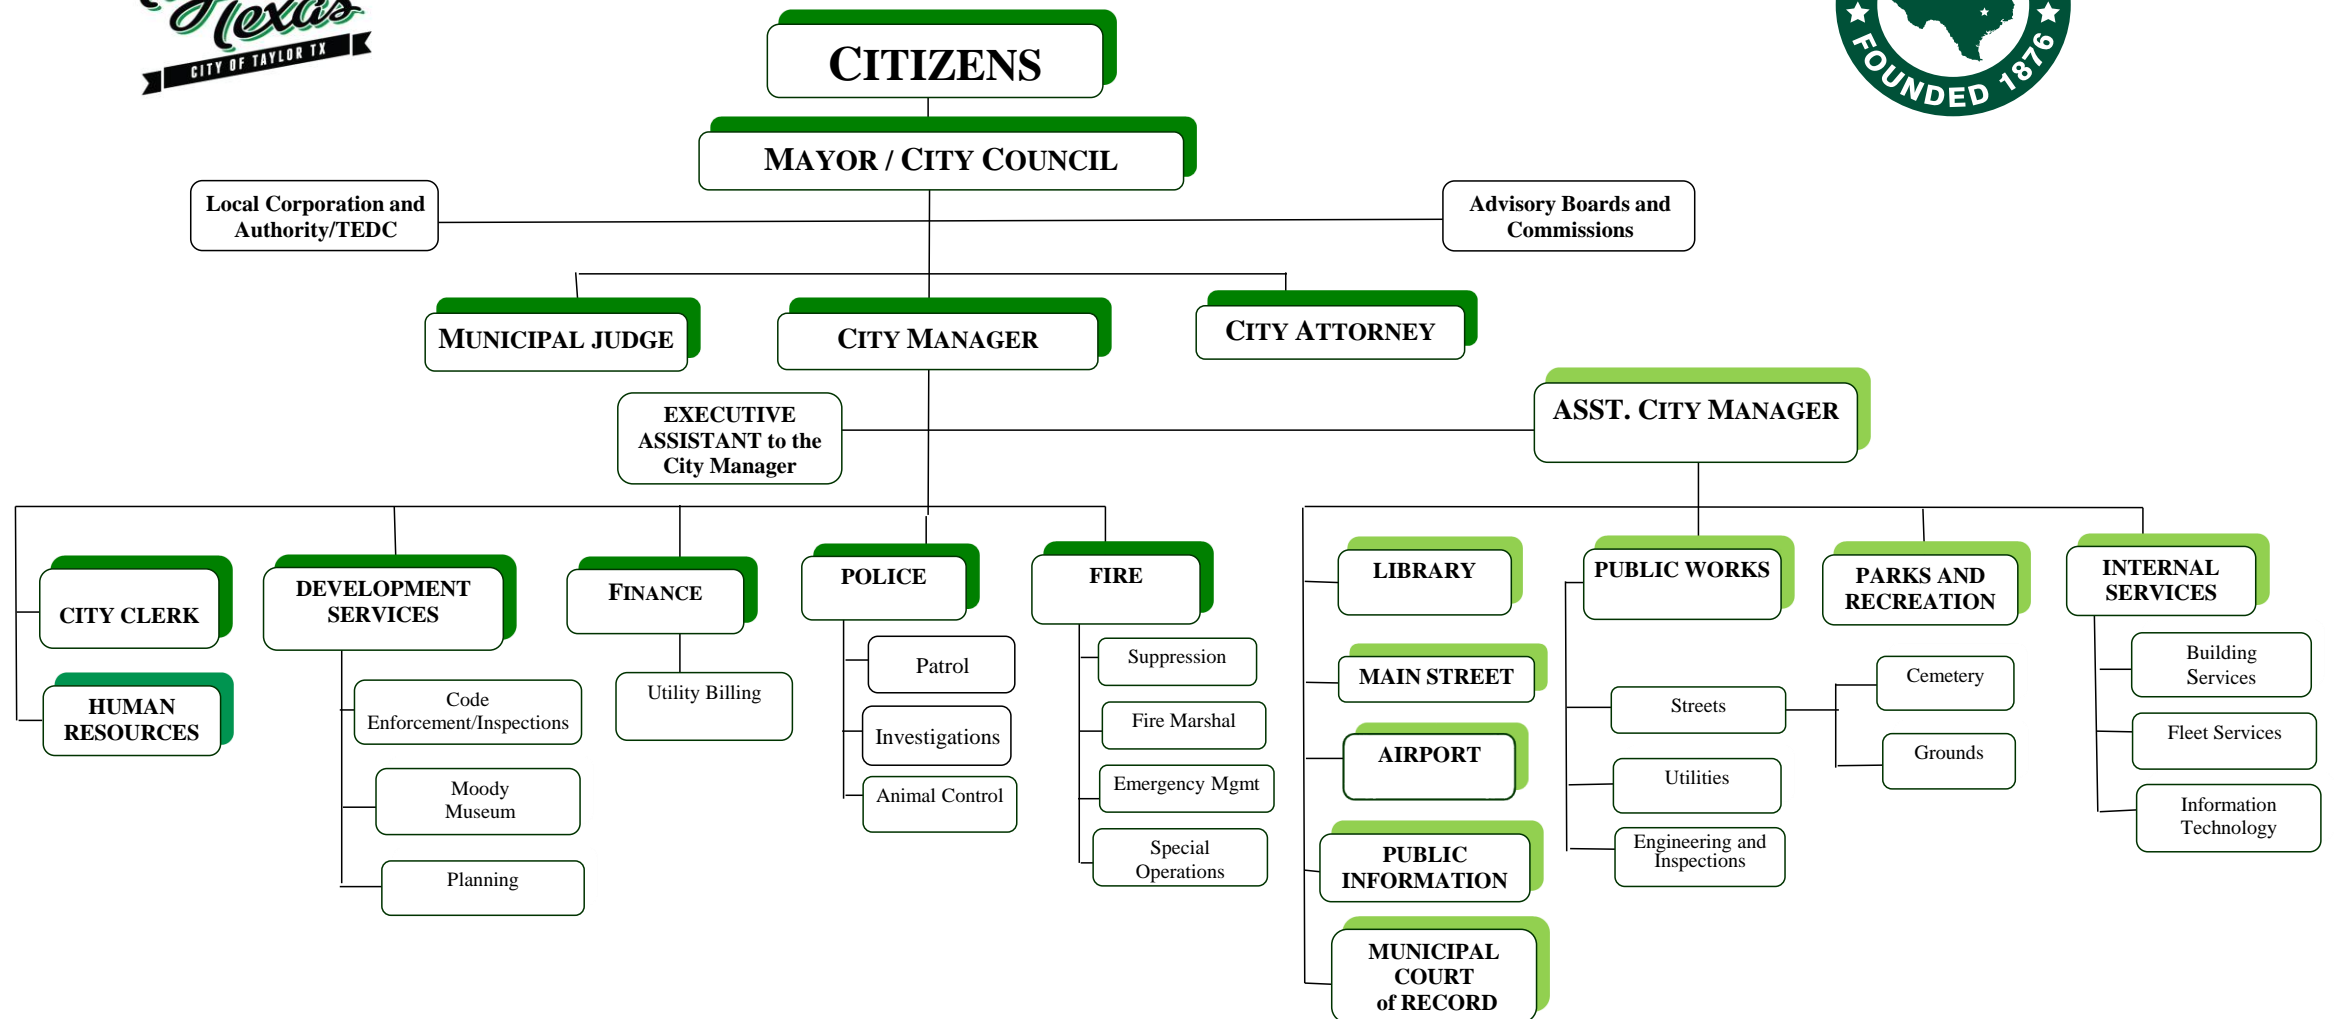 Texas
CITY OF TAYLOR TX
FOUNDED 1876
CITIZENS
MAYOR / CITY COUNCIL
Local Corporation and
Authority/TEDC
Advisory Boards and
Commissions
MUNICIPAL JUDGE
CITY MANAGER
CITY ATTORNEY
EXECUTIVE
ASSISTANT to the
City Manager
ASST. CITY MANAGER
CITY CLERK
HUMAN
RESOURCES
DEVELOPMENT
SERVICES
Code
Enforcement/Inspections
Moody
Museum
Planning
FINANCE
Utility Billing
POLICE
Patrol
Investigations
Animal Control
FIRE
Suppression
Fire Marshal
Emergency Mgmt
Special
Operations
LIBRARY
MAIN STREET
AIRPORT
PUBLIC
INFORMATION
MUNICIPAL
COURT
of RECORD
PUBLIC WORKS
Streets
Utilities
Engineering and
Inspections
PARKS AND
RECREATION
Cemetery
Grounds
INTERNAL
SERVICES
Building
Services
Fleet Services
Information
Technology